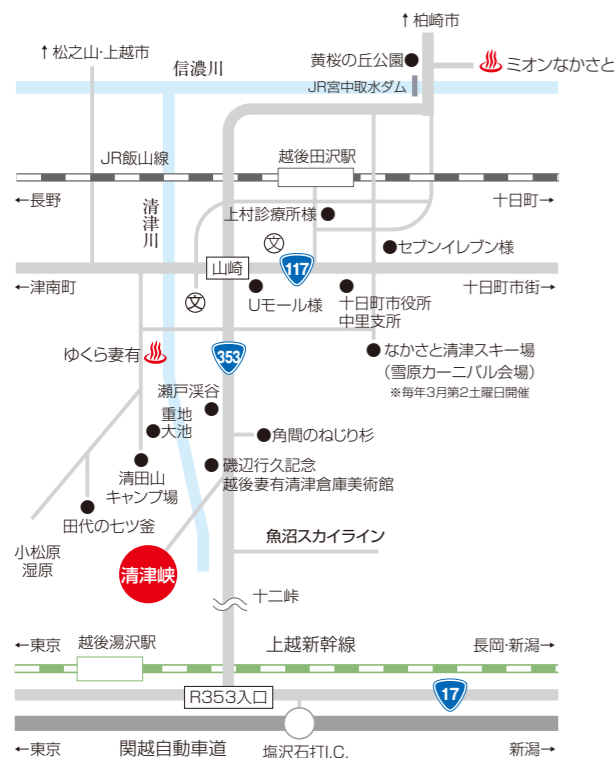 ↑柏崎市
↑松之山・上越市
黄桜の丘公園
信濃川
ミオンなかさと
JR宮中取水ダム
JR飯山線
越後田沢駅
←長野
十日町→
清津川
上村診療所様
文
セブンイレブン様
山崎
117
←津南町
十日町市街→
文
Uモール様
十日町市役所
中里支所
ゆくら妻有
353
なかさと清津スキー場
(雪原カーニバル会場)
※毎年3月第2土曜日開催
瀬戸渓谷
重地
大池
角間のねじり杉
清田山
キャンプ場
磯辺行久記念
越後妻有清津倉庫美術館
田代の七ツ釜
魚沼スカイライン
小松原
湿原
清津峡
十二峠
←東京
越後湯沢駅
上越新幹線
長岡・新潟→
R353入口
17
←東京
関越自動車道
塩沢石打I.C.
新潟→